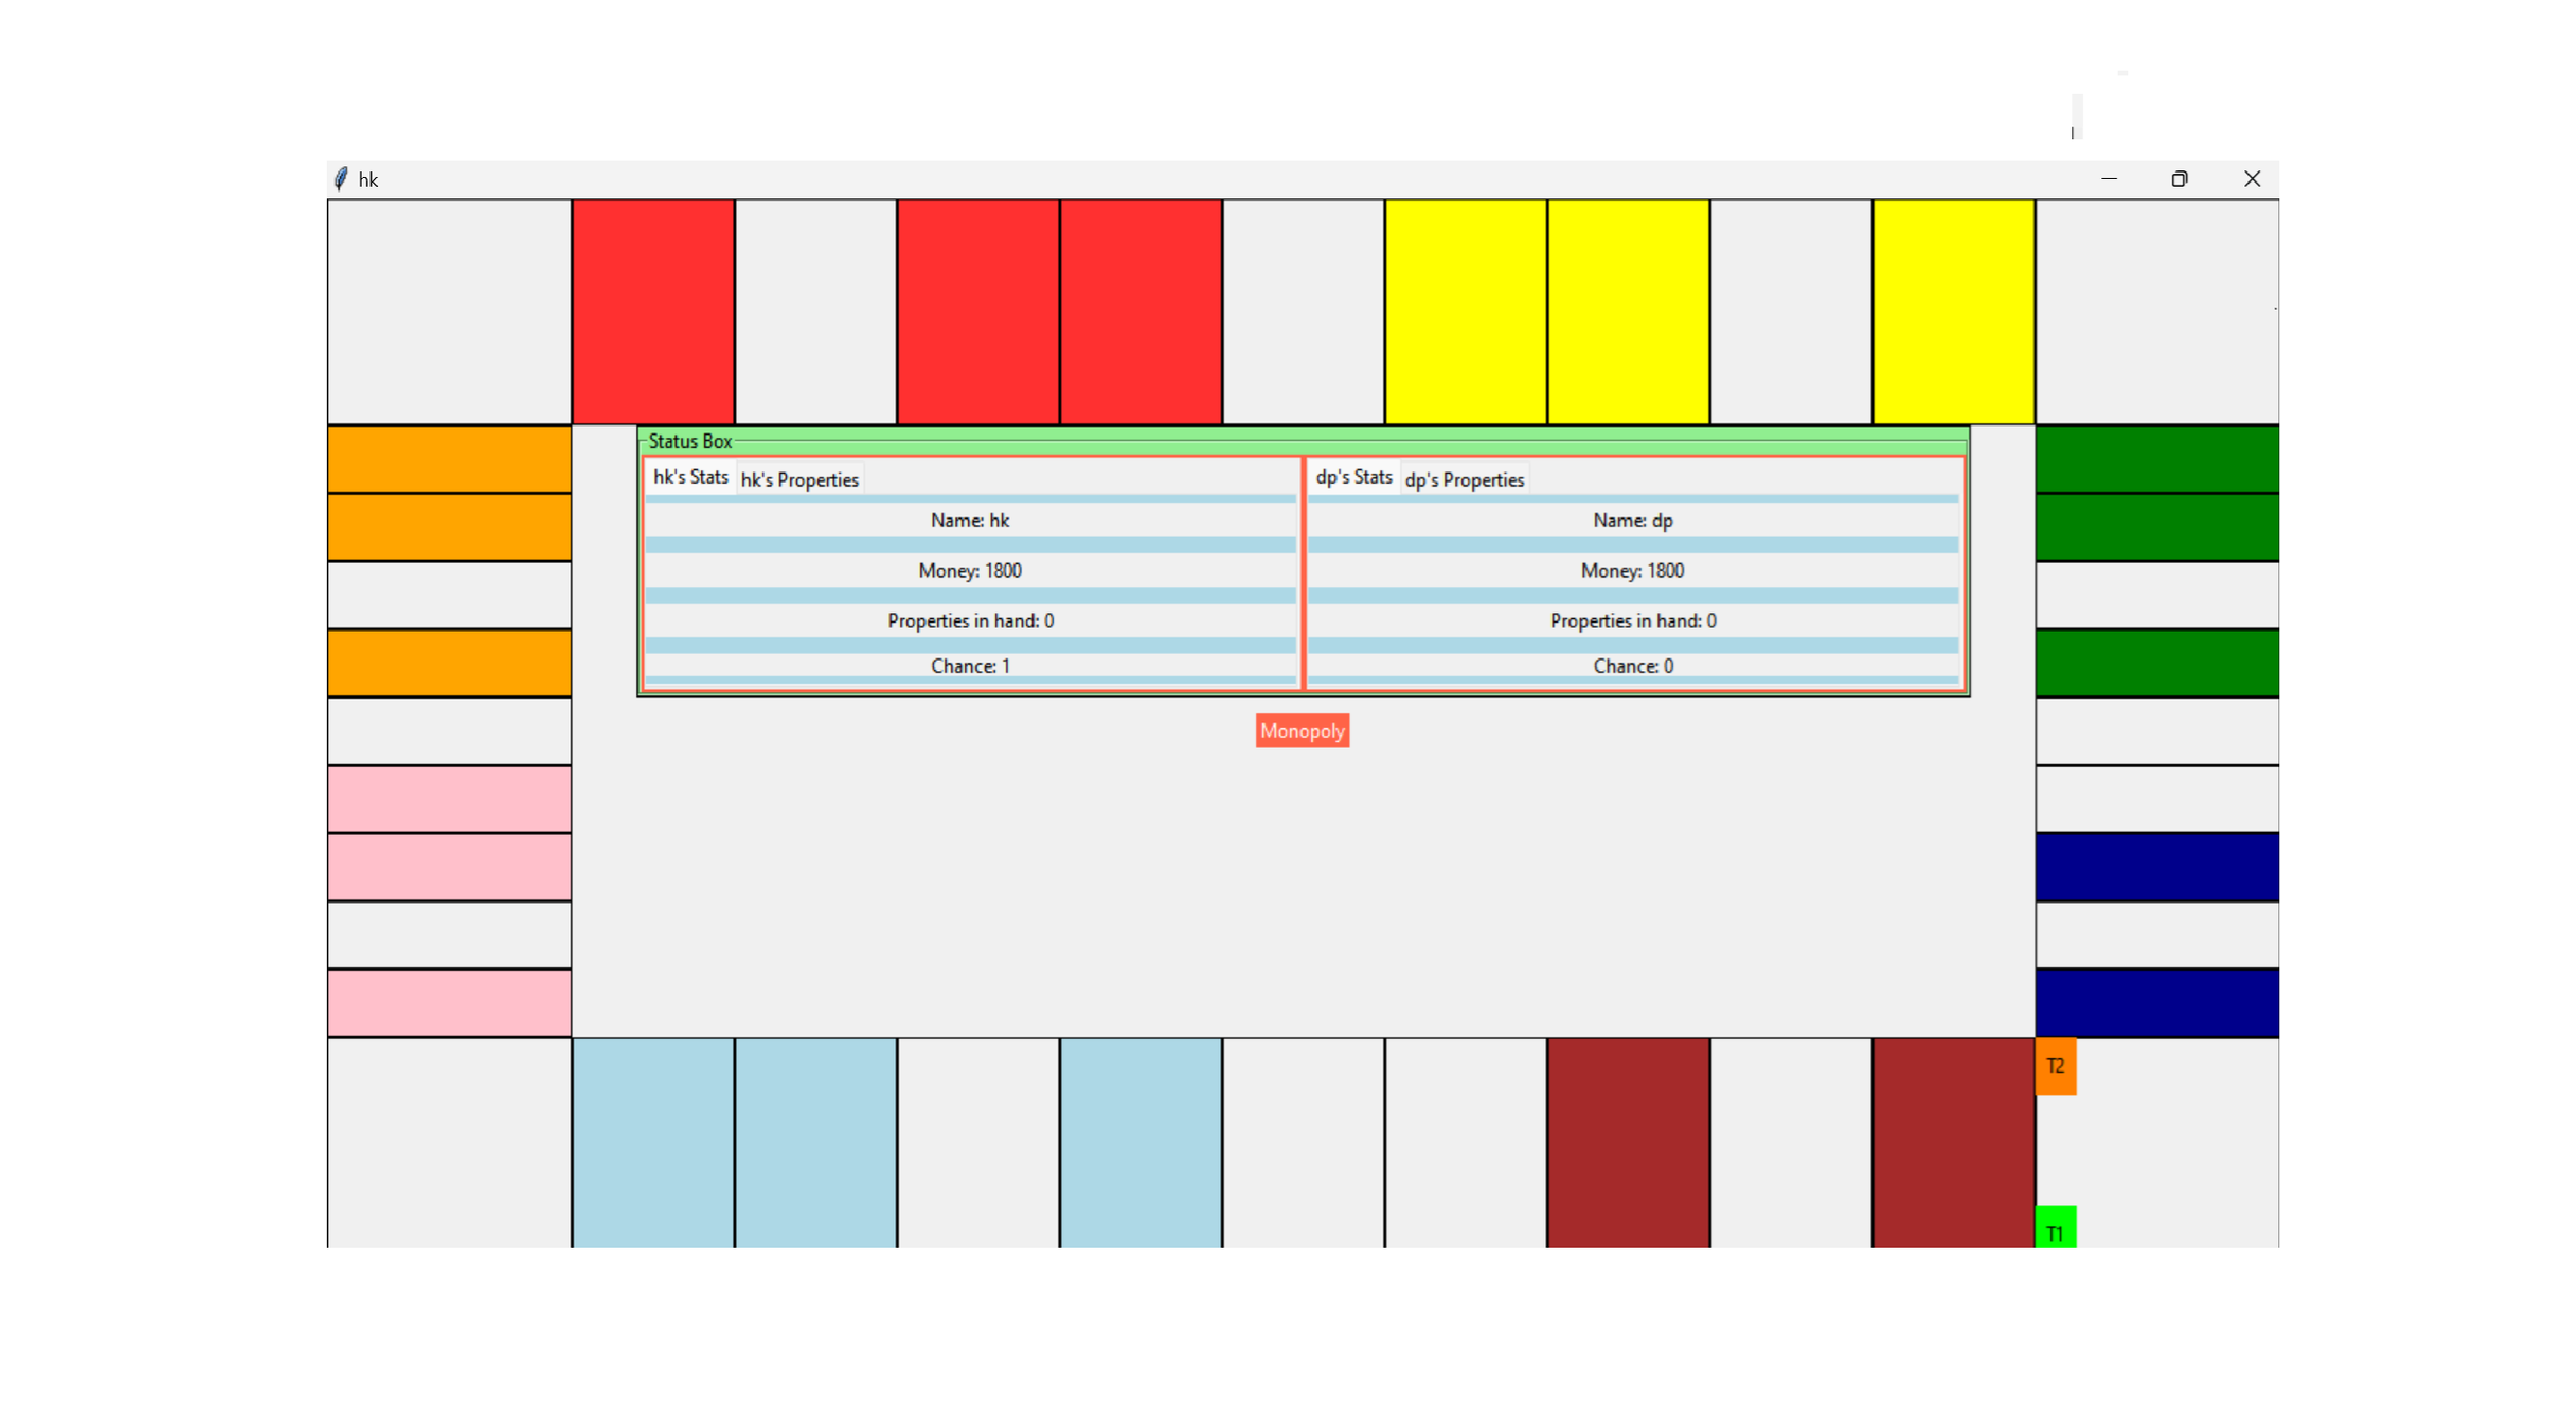 hk
Status Box
hk's Stats hk's Properties
Name: hk
Money: 1800
Properties in hand: 0
Chance: 1
dp's Stats dp's Properties
Name: dp
Money: 1800
Properties in hand: 0
Chance: 0
Monopoly
T2
T1